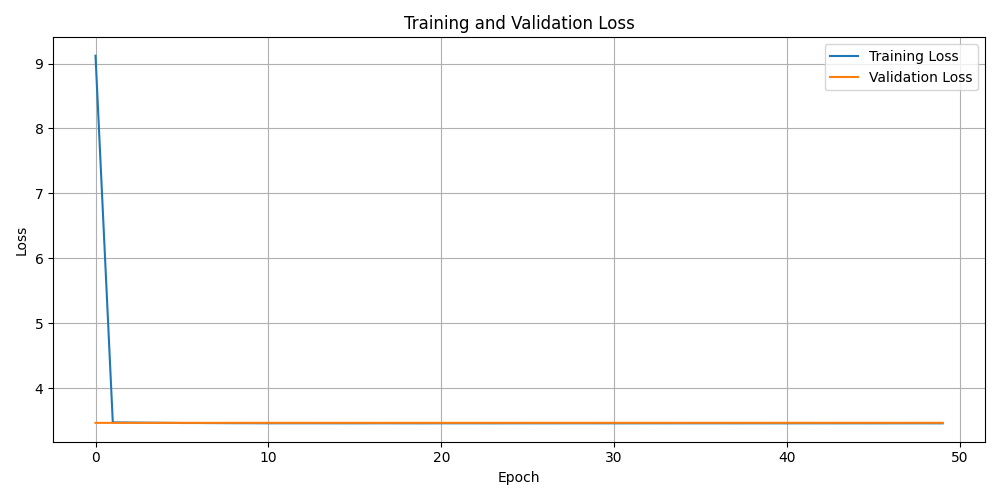 Training and Validation Loss
Training Loss
Validation Loss
9
8
7
6
5
4
Loss
0 10 20 30 40 50
Epoch